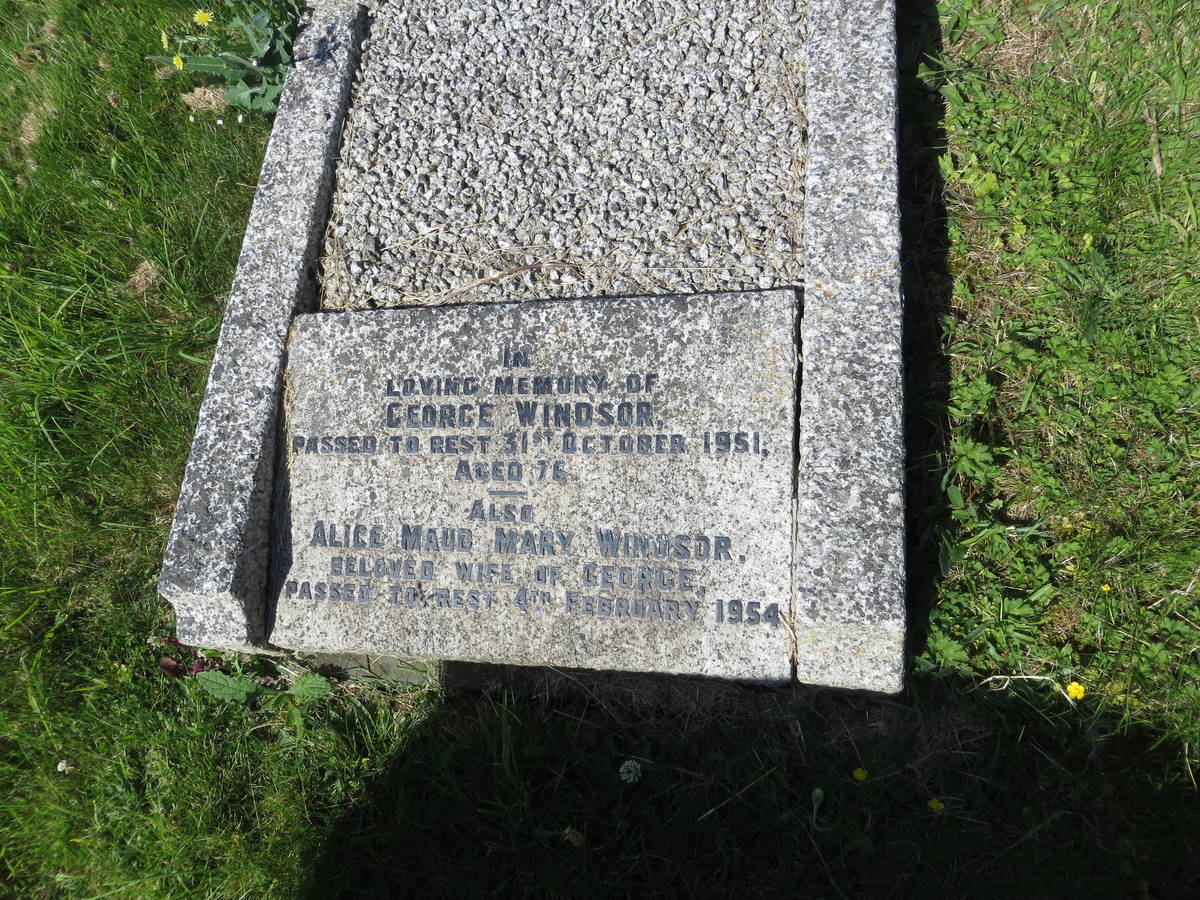 IN
LOVING MEMORY OF
GEORGE WINDSOR,
PASSED TO REST 31ST OCTOBER 1951,
AGED 76.
ALSO
ALICE MAUD MARY WINDSOR,
BELOVED WIFE OF GEORGE,
PASSED TO REST 4TH FEBRUARY 1954